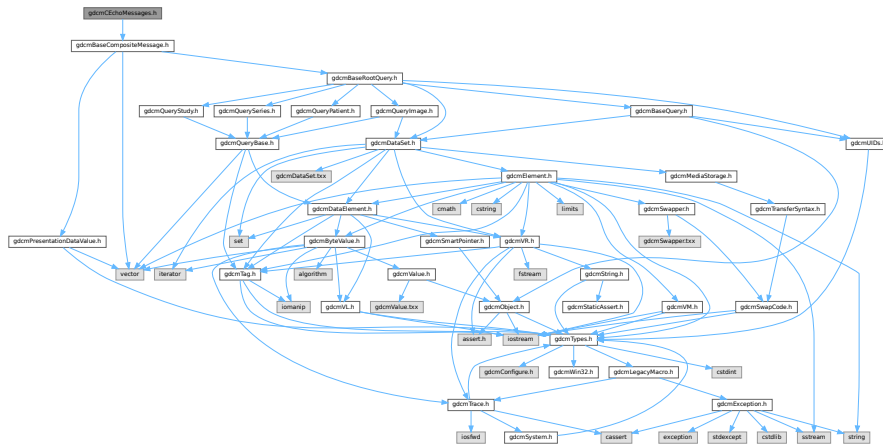 gdcmCEchoMessages.h
gdcmBaseCompositeMessage.h
gdcmBaseRootQuery.h
gdcmQueryStudy.h
gdcmQuerySeries.h
gdcmQueryPatient.h
gdcmQueryImage.h
gdcmBaseQuery.h
gdcmQueryBase.h
gdcmDataSet.h
gdcmUIDs.h
gdcmDataSet.txx
gdcmElement.h
gdcmMediaStorage.h
gdcmDataElement.h
cmath
cstring
limits
gdcmSwapper.h
gdcmTransferSyntax.h
gdcmPresentationDataValue.h
set
gdcmByteValue.h
gdcmSmartPointer.h
gdcmVR.h
gdcmSwapper.txx
vector
iterator
gdcmTag.h
algorithm
gdcmValue.h
fstream
gdcmString.h
iomanip
gdcmVL.h
gdcmValue.txx
gdcmObject.h
gdcmStaticAssert.h
gdcmVM.h
gdcmSwapCode.h
assert.h
iostream
gdcmTypes.h
gdcmConfigure.h
gdcmWin32.h
gdcmLegacyMacro.h
cstdint
gdcmTrace.h
gdcmException.h
iosfwd
gdcmSystem.h
cassert
exception
stdexcept
cstdlib
sstream
string